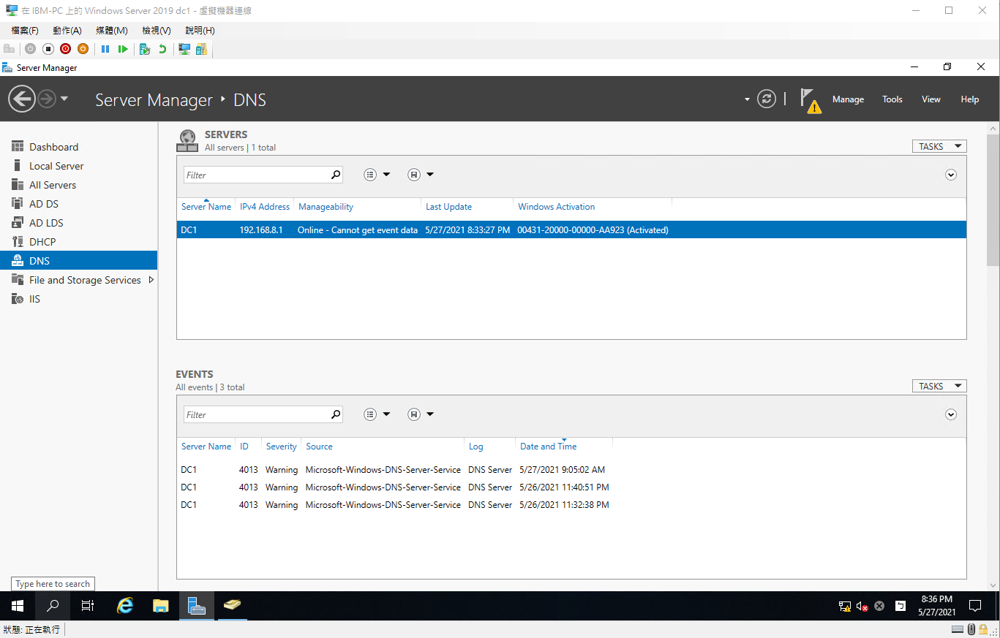 在 IBM-PC 上的 Windows Server 2019 dc1 - 虛擬機器連線
檔案(F) 動作(A) 媒體(M) 檢視(V) 說明(H)
Server Manager
Server Manager ‣ DNS
Manage Tools View Help
Dashboard
Local Server
All Servers
AD DS
AD LDS
DHCP
DNS
File and Storage Services
IIS
SERVERS
All servers | 1 total
TASKS
Filter
Server Name IPv4 Address Manageability Last Update Windows Activation
DC1 192.168.8.1 Online - Cannot get event data 5/27/2021 8:33:27 PM 00431-20000-00000-AA923 (Activated)
EVENTS
All events | 3 total
TASKS
Filter
Server Name ID Severity Source Log Date and Time
DC1 4013 Warning Microsoft-Windows-DNS-Server-Service DNS Server 5/27/2021 9:05:02 AM
DC1 4013 Warning Microsoft-Windows-DNS-Server-Service DNS Server 5/26/2021 11:40:51 PM
DC1 4013 Warning Microsoft-Windows-DNS-Server-Service DNS Server 5/26/2021 11:32:38 PM
Type here to search
8:36 PM
5/27/2021
狀態: 正在執行